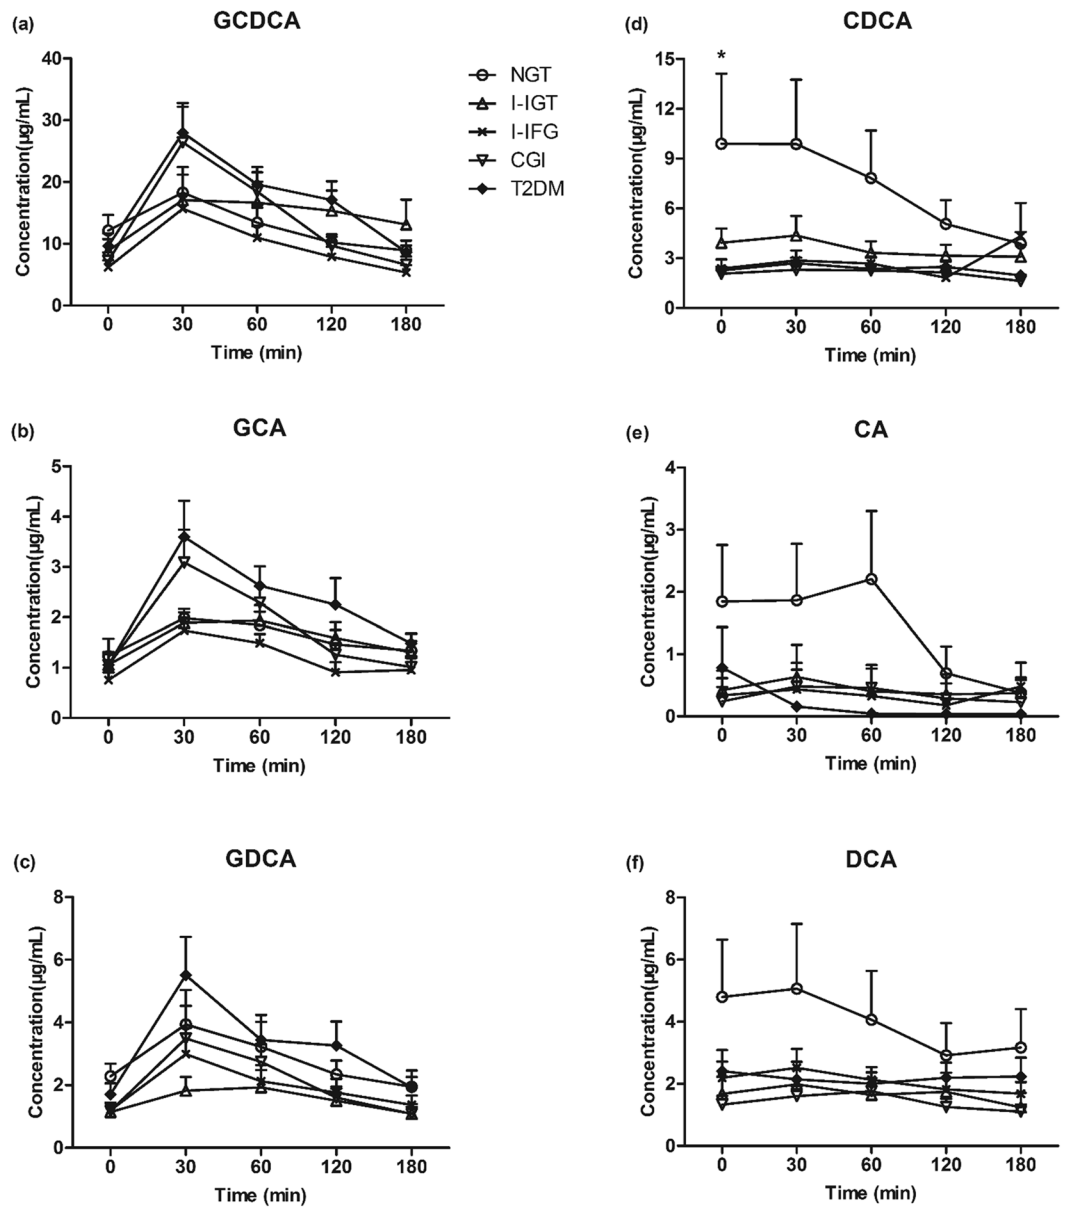 (a) GCDCA
40
30
20
10
0
Concentration(µg/mL)
0 30 60 120 180
Time (min)
NGT
I-IGT
I-IFG
CGI
T2DM
(d) CDCA
*
15
12
9
6
3
0
Concentration(µg/mL)
0 30 60 120 180
Time (min)
(b) GCA
5
4
3
2
1
0
Concentration(µg/mL)
0 30 60 120 180
Time (min)
(e) CA
4
3
2
1
0
Concentration(µg/mL)
0 30 60 120 180
Time (min)
(c) GDCA
8
6
4
2
0
Concentration(µg/mL)
0 30 60 120 180
Time (min)
(f) DCA
8
6
4
2
0
Concentration(µg/mL)
0 30 60 120 180
Time (min)